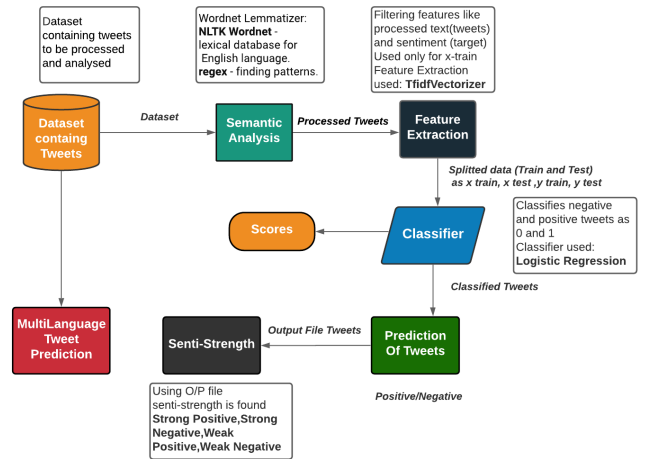 Dataset
containing tweets
to be processed
and analysed
Wordnet Lemmatizer:
NLTK Wordnet -
lexical database for
English language.
regex - finding patterns.
Filtering features like
processed text(tweets)
and sentiment (target)
Used only for x-train
Feature Extraction
used: TfidfVectorizer
Dataset
containg
Tweets
Dataset
Semantic
Analysis
Processed Tweets
Feature
Extraction
Splitted data (Train and Test)
as x train, x test ,y train, y test
Scores
Classifier
Classifies negative
and positive tweets as
0 and 1
Classifier used:
Logistic Regression
Classified Tweets
MultiLanguage
Tweet
Prediction
Senti-Strength
Output File Tweets
Prediction
Of Tweets
Positive/Negative
Using O/P file
senti-strength is found
Strong Positive,Strong
Negative,Weak
Positive,Weak Negative